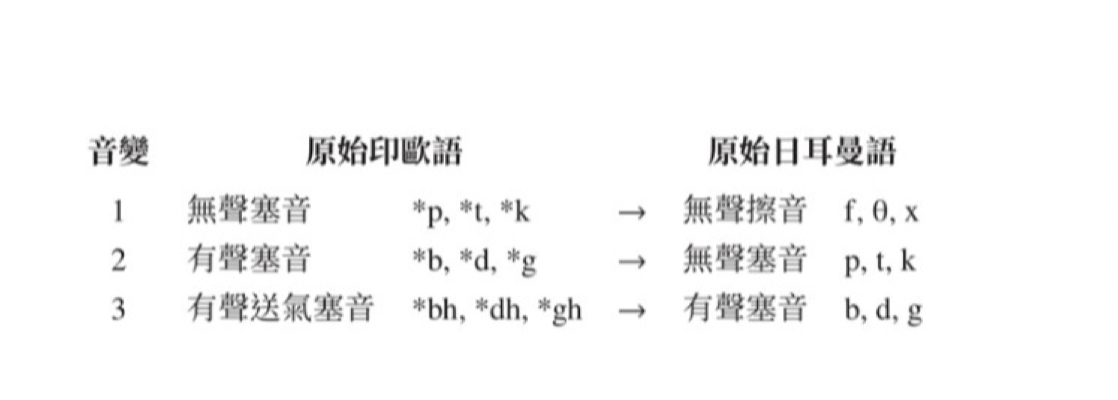 音變 原始印歐語 原始日耳曼語
1 無聲塞音 *p, *t, *k → 無聲擦音 f, θ, x
2 有聲塞音 *b, *d, *g → 無聲塞音 p, t, k
3 有聲送氣塞音 *bh, *dh, *gh → 有聲塞音 b, d, g